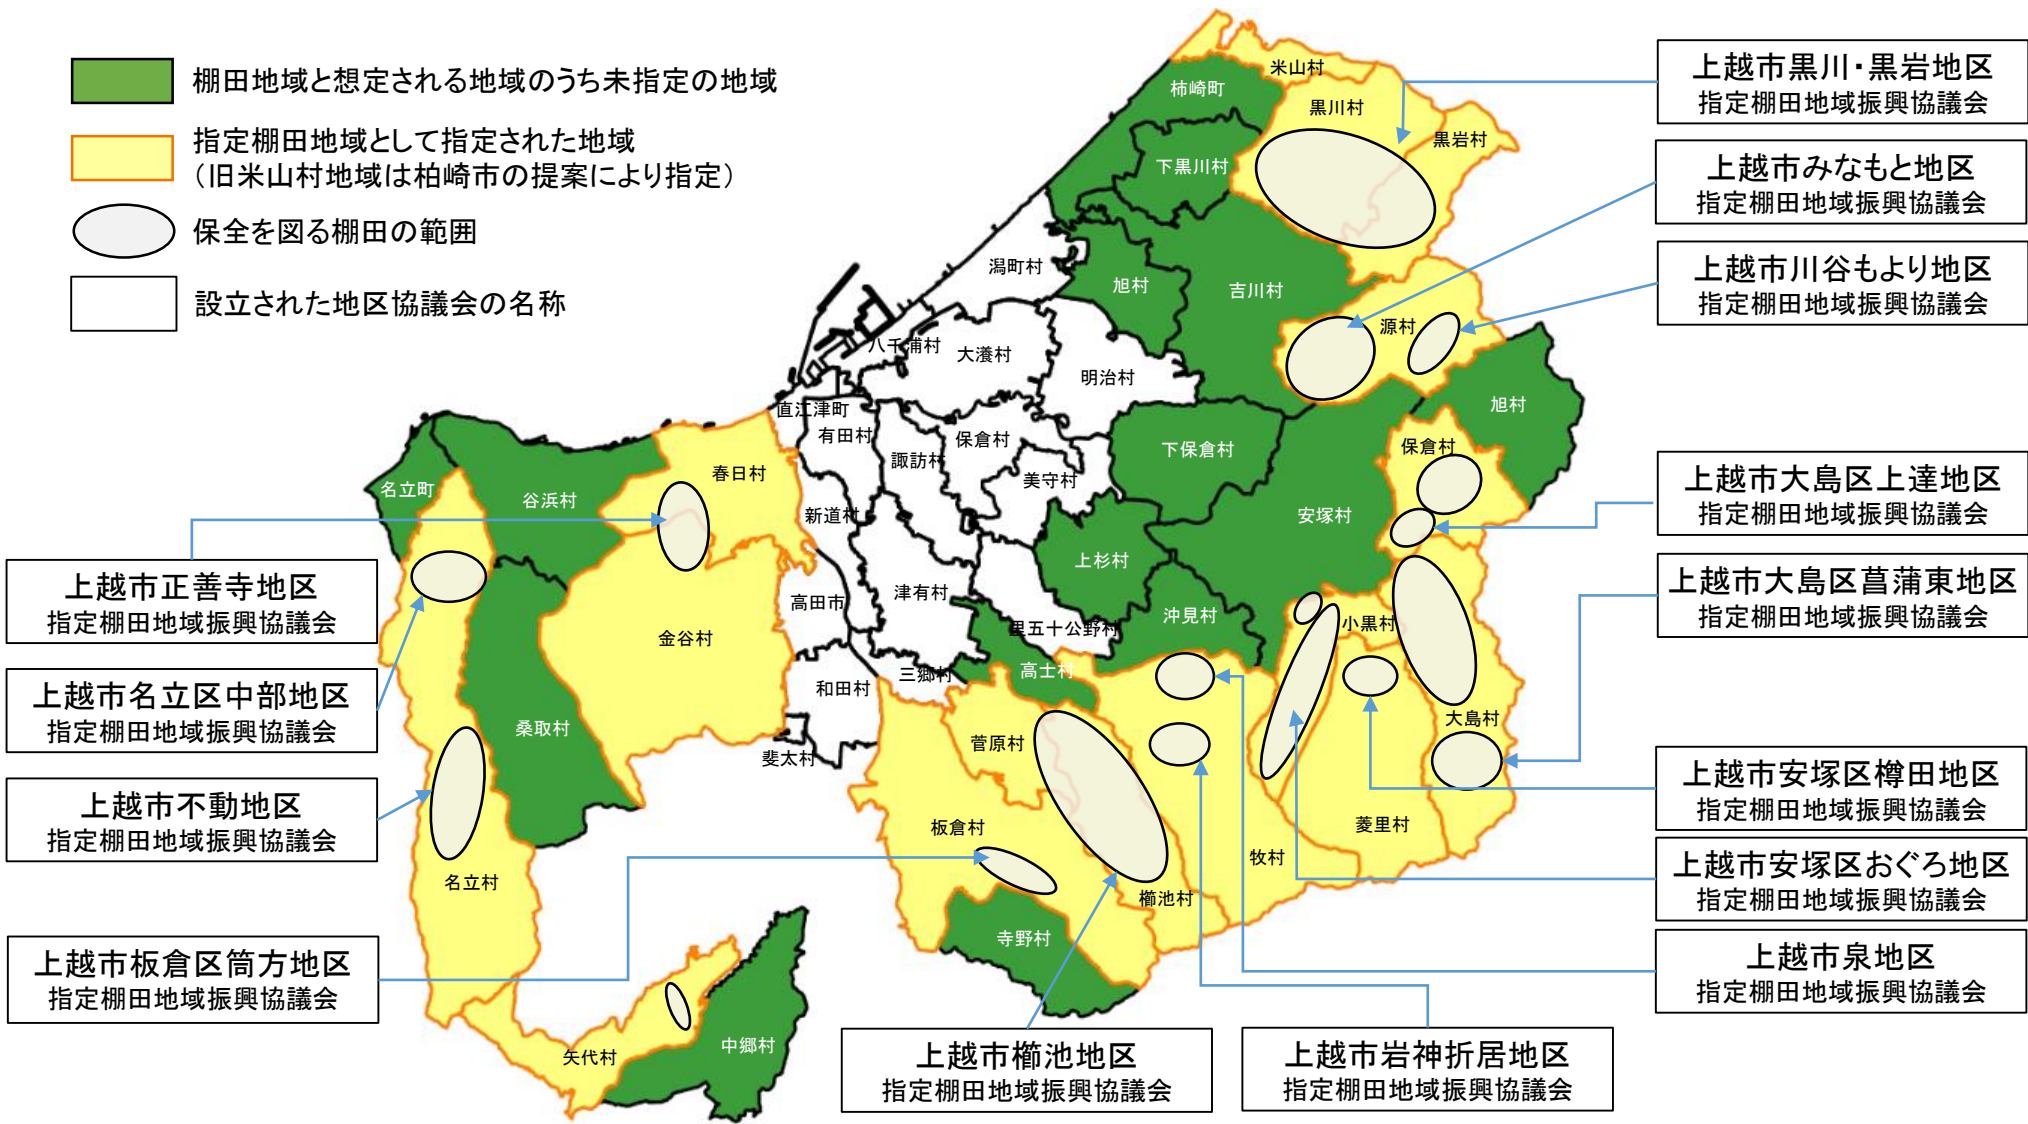 棚田地域と想定される地域のうち未指定の地域
指定棚田地域として指定された地域
（旧米山村地域は柏崎市の提案により指定）
保全を図る棚田の範囲
設立された地区協議会の名称
上越市黒川・黒岩地区
指定棚田地域振興協議会
上越市みなもと地区
指定棚田地域振興協議会
上越市川谷もより地区
指定棚田地域振興協議会
上越市大島区上達地区
指定棚田地域振興協議会
上越市大島区菖蒲東地区
指定棚田地域振興協議会
上越市安塚区樽田地区
指定棚田地域振興協議会
上越市安塚区おぐろ地区
指定棚田地域振興協議会
上越市泉地区
指定棚田地域振興協議会
上越市岩神折居地区
指定棚田地域振興協議会
上越市櫛池地区
指定棚田地域振興協議会
上越市正善寺地区
指定棚田地域振興協議会
上越市名立区中部地区
指定棚田地域振興協議会
上越市不動地区
指定棚田地域振興協議会
上越市板倉区筒方地区
指定棚田地域振興協議会
米山村
柿崎町
黒川村
黒岩村
下黒川村
潟町村
旭村
吉川村
源村
八千浦村
大瀁村
明治村
旭村
直江津町
有田村
保倉村
諏訪村
美守村
下保倉村
保倉村
春日村
名立町
谷浜村
新道村
安塚村
上杉村
津有村
高田市
沖見村
小黒村
里五十公野村
金谷村
三郷村
高士村
和田村
大島村
桑取村
菅原村
斐太村
板倉村
菱里村
牧村
名立村
櫛池村
寺野村
矢代村
中郷村